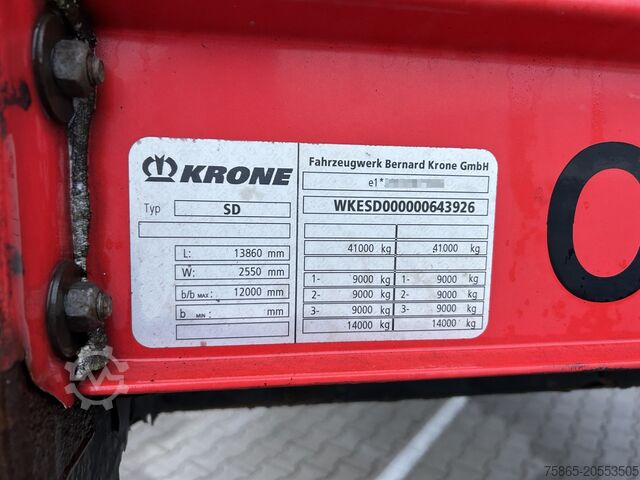 KRONE
Fahrzeugwerk Bernard Krone GmbH
e1*
Typ SD
WKESD000000643926
41000 kg 41000 kg
L: 13860 mm
W: 2550 mm
1- 9000 kg 1- 9000 kg
b/b MAX: 12000 mm
2- 9000 kg 2- 9000 kg
b MIN: mm
3- 9000 kg 3- 9000 kg
14000 kg 14000 kg
O
75865-20553505